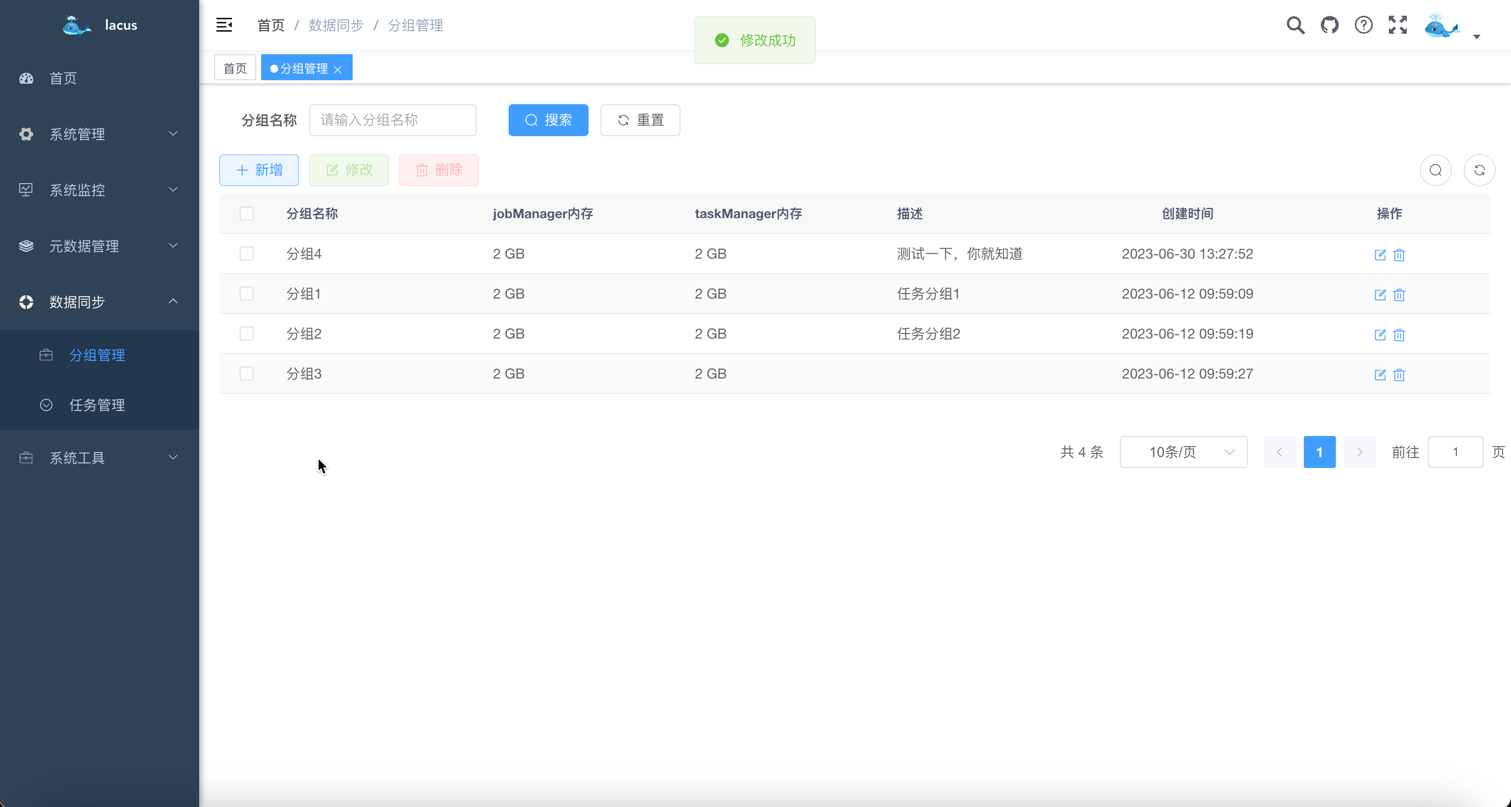 lacus
首页
系统管理
系统监控
元数据管理
数据同步
分组管理
任务管理
系统工具
首页 / 数据同步 / 分组管理
修改成功
首页 分组管理
分组名称 请输入分组名称 搜索 重置
新增 修改 删除
分组名称 jobManager内存 taskManager内存 描述 创建时间 操作
分组4 2 GB 2 GB 测试一下，你就知道 2023-06-30 13:27:52
分组1 2 GB 2 GB 任务分组1 2023-06-12 09:59:09
分组2 2 GB 2 GB 任务分组2 2023-06-12 09:59:19
分组3 2 GB 2 GB 2023-06-12 09:59:27
共 4 条 10条/页 1 前往 1 页